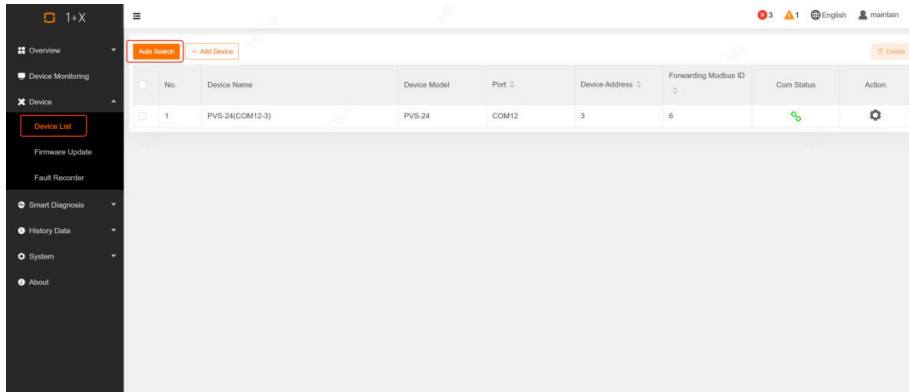 1+X
3 1 English maintain
Overview
Device Monitoring
Device
Device List
Firmware Update
Fault Recorder
Smart Diagnosis
History Data
System
About
Auto Search + Add Device Delete
No. Device Name Device Model Port Device Address Forwarding Modbus ID Com Status Action
1 PVS-24(COM12-3) PVS-24 COM12 3 6